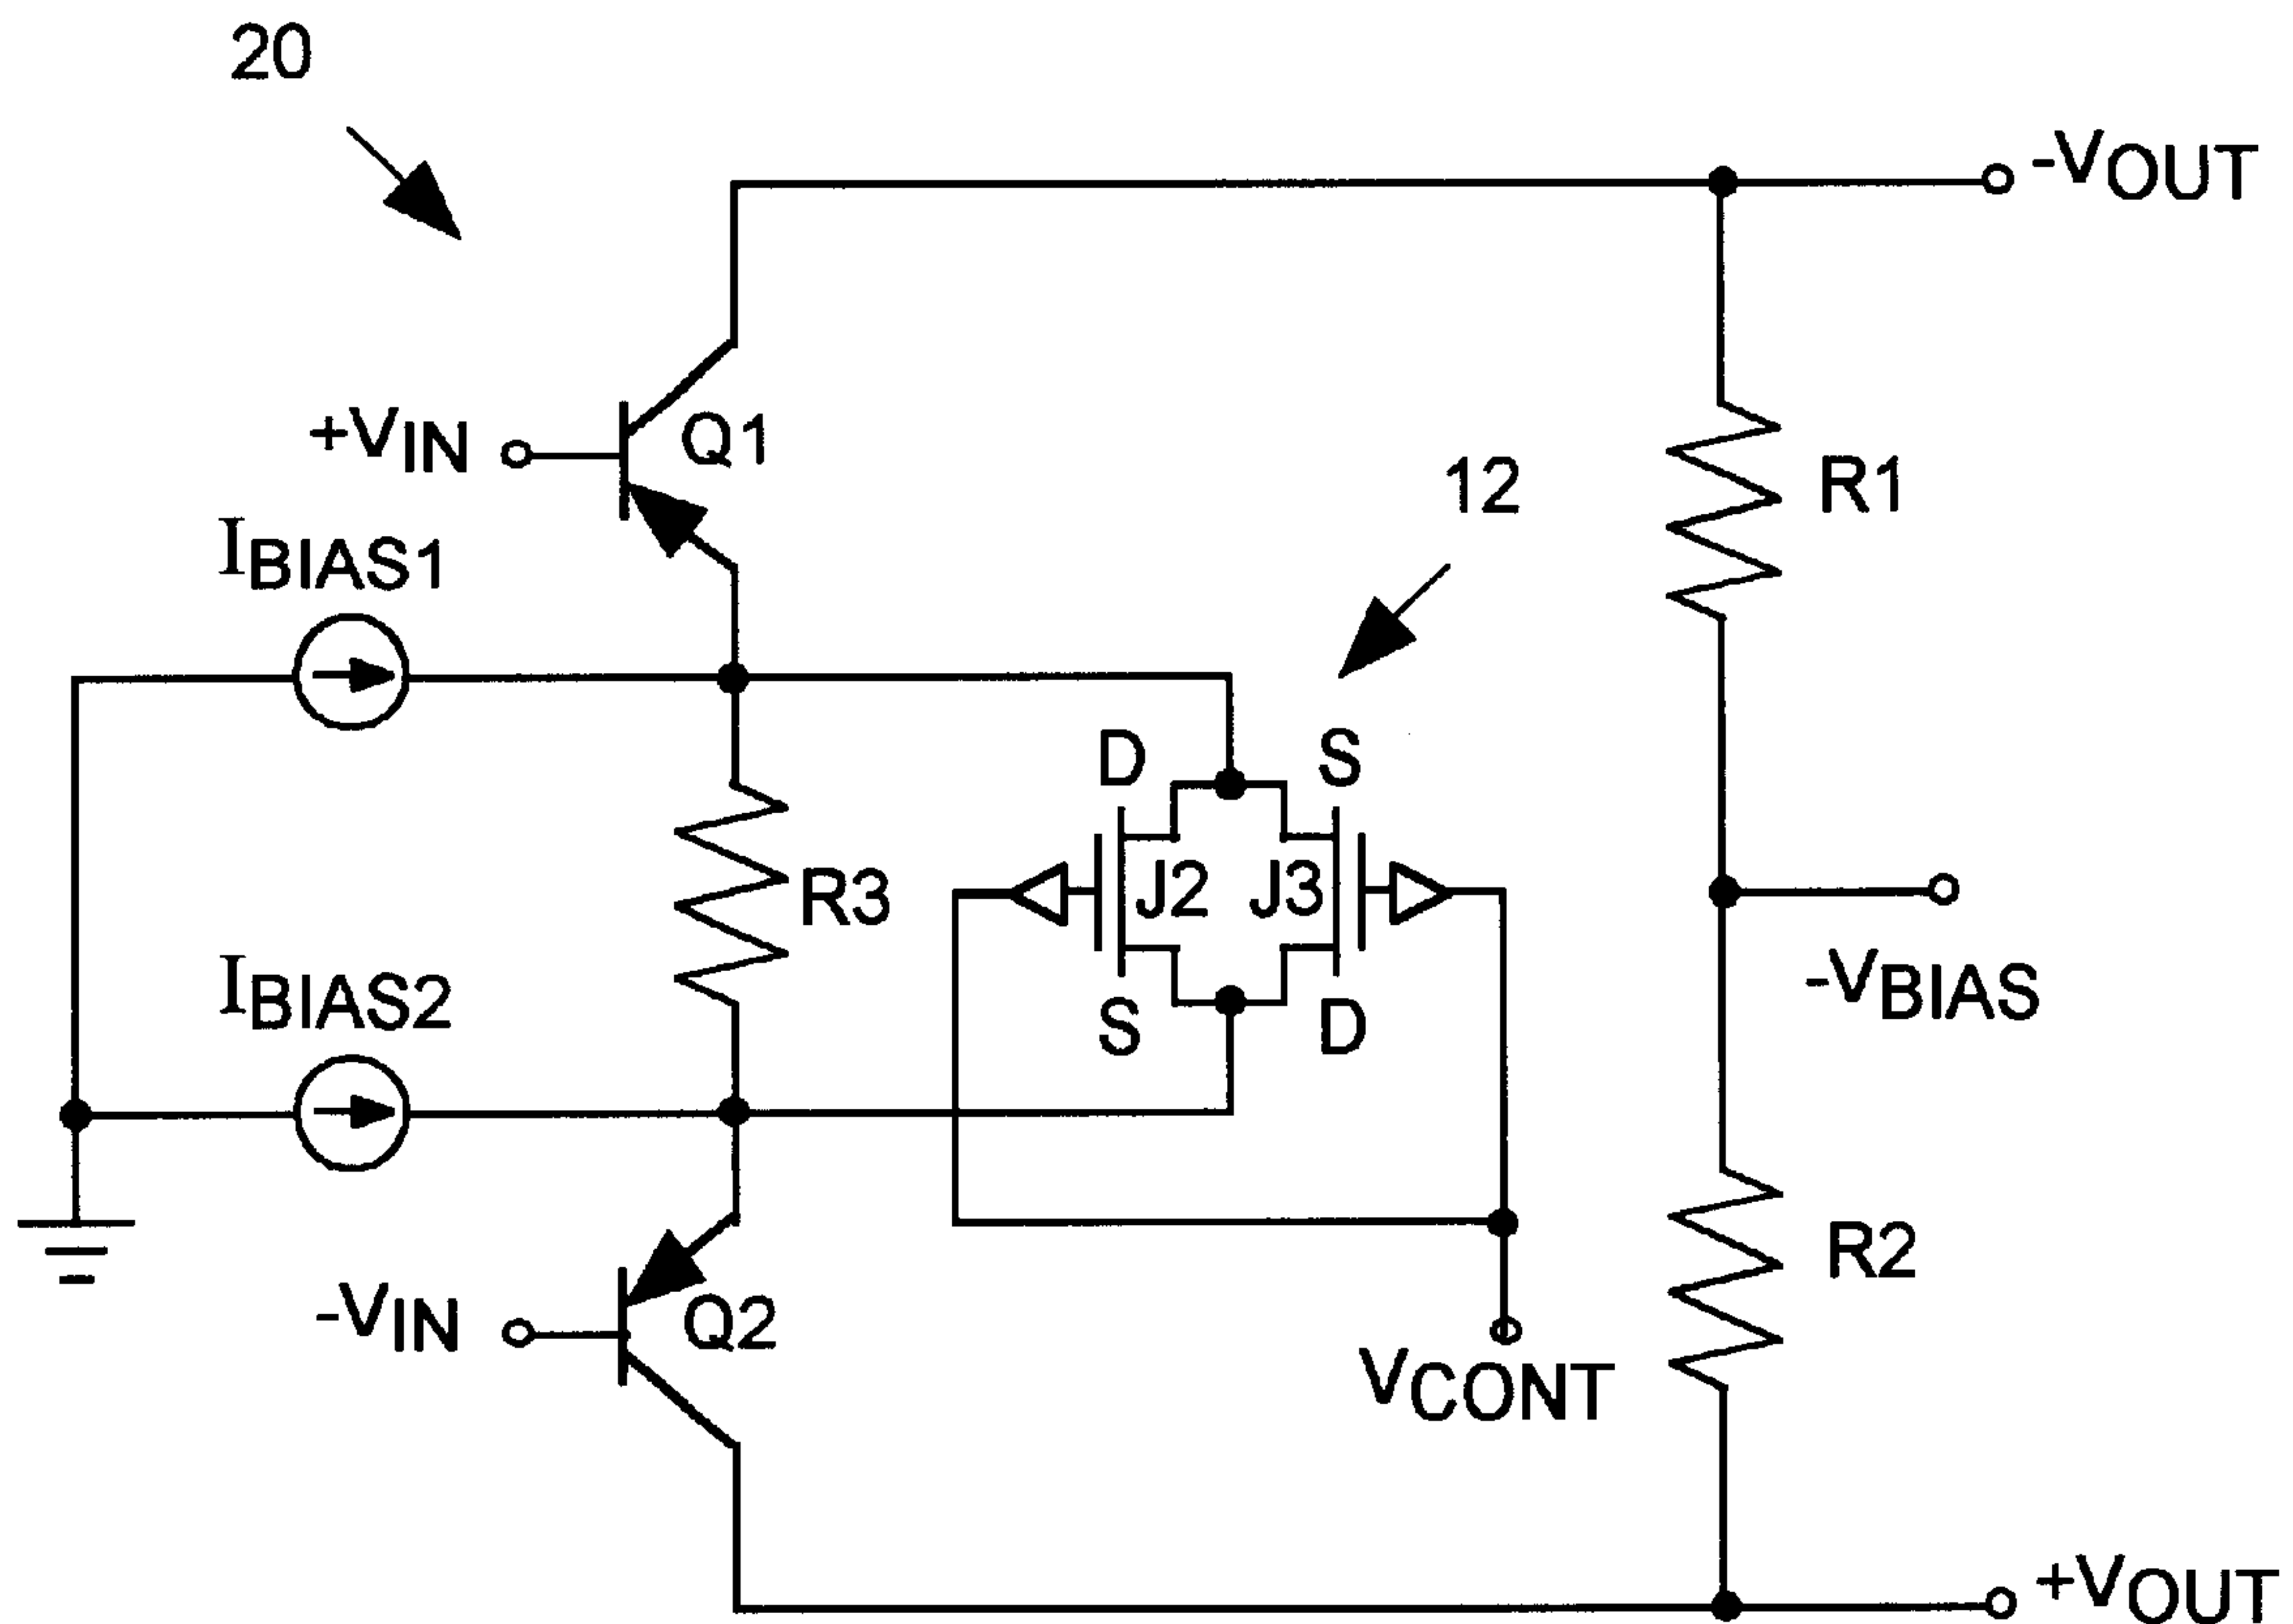 20
-VOUT
+VIN
Q1
12
R1
IBIAS1
D
S
J2
J3
R3
-VBIAS
IBIAS2
S
D
R2
-VIN
Q2
VCONT
+VOUT